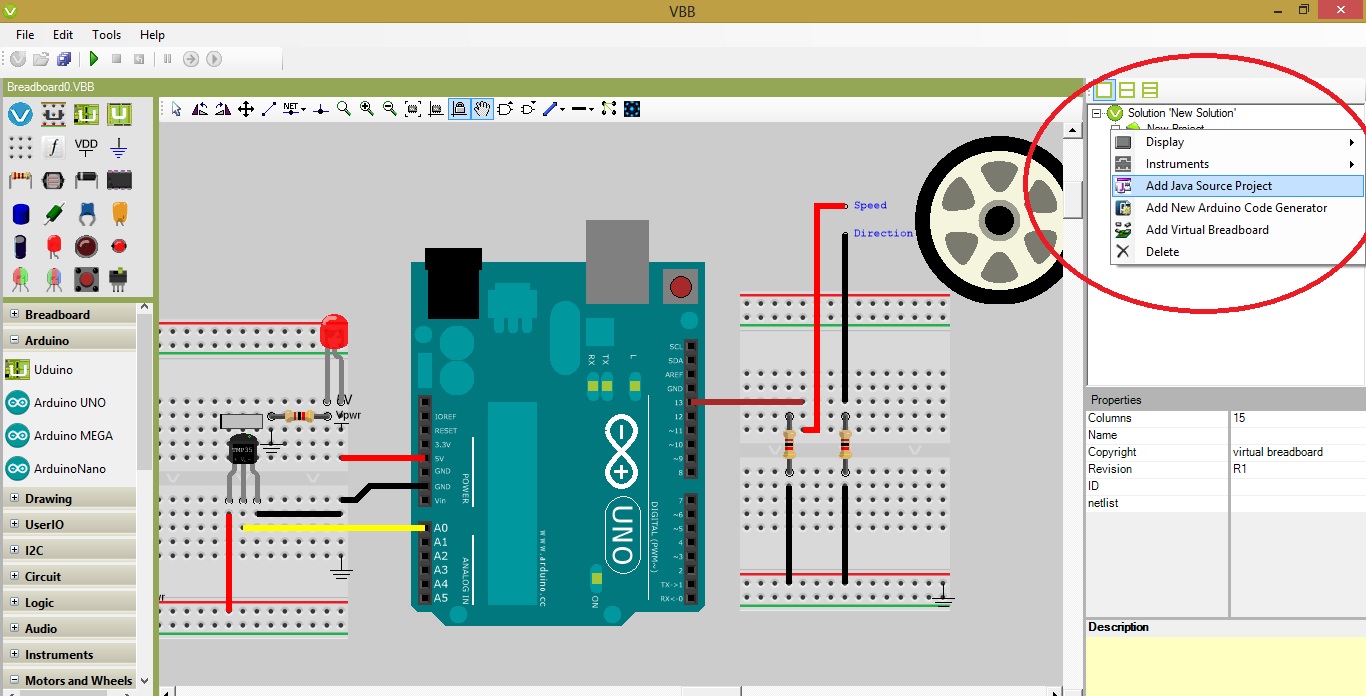 VBB
File Edit Tools Help
Breadboard0.VBB
NET
VDD
Breadboard
Arduino
Uduino
Arduino UNO
Arduino MEGA
ArduinoNano
Drawing
UserIO
I2C
Circuit
Logic
Audio
Instruments
Motors and Wheels
V
Vpwr
TMP35
IOREF
RESET
3.3V
5V
GND
GND
Vin
POWER
A0
A1
A2
A3
A4
A5
ANALOG IN
www.arduino.cc
RX
TX
L
UNO
ON
SCL
SDA
AREF
GND
13
12
~11
~10
~9
8
7
~6
~5
4
~3
2
TX->1
RX<-0
DIGITAL (PWM~)
Speed
Direction
Solution 'New Solution'
New Project
Display
Instruments
Add Java Source Project
Add New Arduino Code Generator
Add Virtual Breadboard
Delete
Properties
Columns 15
Name
Copyright virtual breadboard
Revision R1
ID
netlist
Description